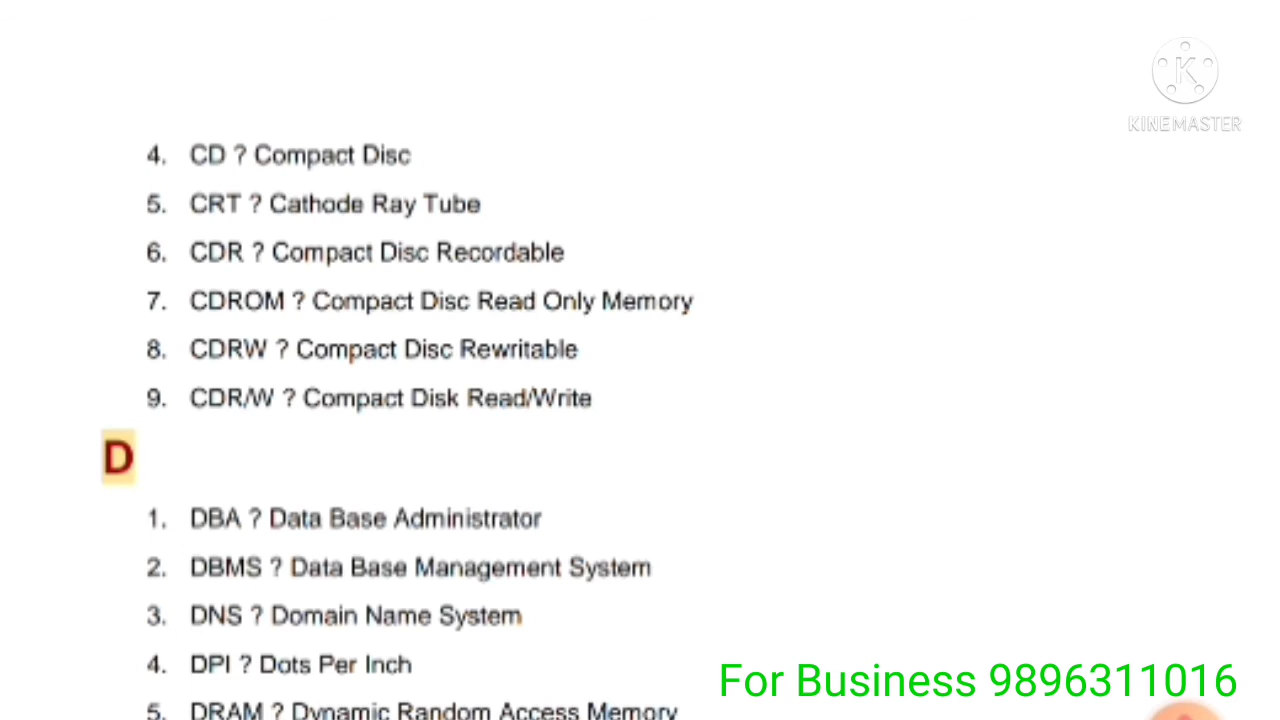 K
KINEMASTER
4. CD ? Compact Disc
5. CRT ? Cathode Ray Tube
6. CDR ? Compact Disc Recordable
7. CDROM ? Compact Disc Read Only Memory
8. CDRW ? Compact Disc Rewritable
9. CDR/W ? Compact Disk Read/Write
D
1. DBA ? Data Base Administrator
2. DBMS ? Data Base Management System
3. DNS ? Domain Name System
4. DPI ? Dots Per Inch
For Business 9896311016
5. DRAM ? Dynamic Random Access Memory